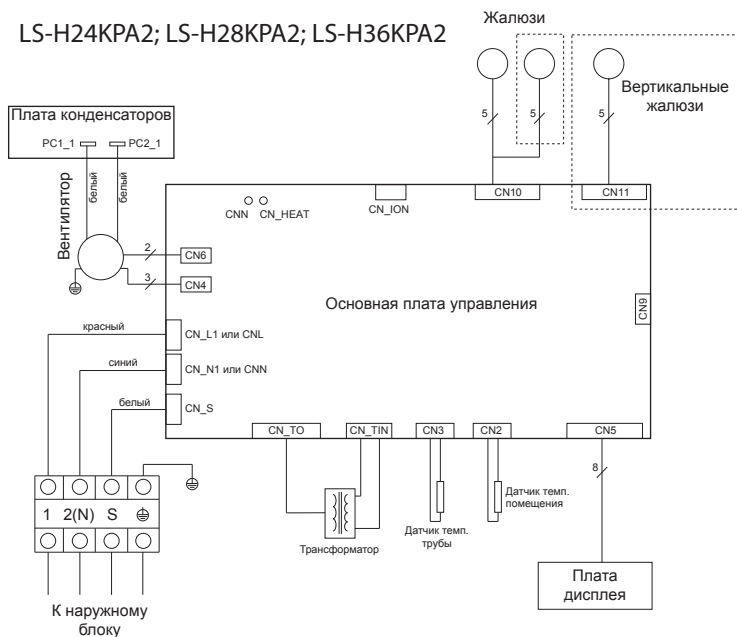 LS-H24KPA2; LS-H28KPA2; LS-H36KPA2
Жалюзи
5
5
5
Вертикальные
жалюзи
Плата конденсаторов
PC1_1
PC2_1
белый
белый
Вентилятор
CNN
CN_HEAT
CN_ION
CN10
CN11
2
CN6
3
CN4
Основная плата управления
CN9
красный
CN_L1 или CNL
синий
CN_N1 или CNN
белый
CN_S
CN_TO
CN_TIN
CN3
CN2
CN5
8
1
2(N)
S
Трансформатор
Датчик темп.
трубы
Датчик темп.
помещения
Плата
дисплея
К наружному
блоку